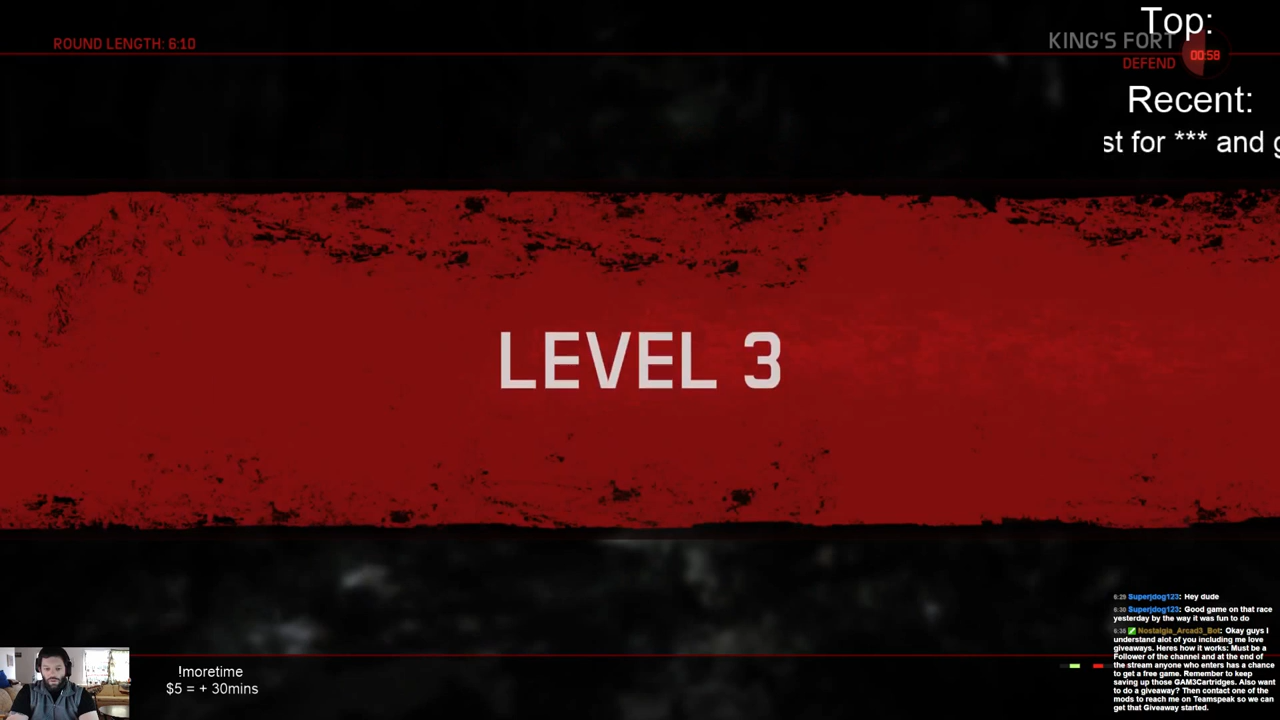 Top:
ROUND LENGTH: 6:10
KING'S FORT
00:58
DEFEND
Recent:
st for *** and g
LEVEL 3
6:29 Superjdog123: Hey dude
6:30 Superjdog123: Good game on that race
yesterday by the way it was fun to do
Nostalgia_Arcad3_Bot: Okay guys I
understand alot of you including me love
giveaways. Heres how it works: Must be a
Follower of the channel and at the end of
the stream anyone who enters has a chance
to get a free game. Remember to keep
saving up those GAM3Cartridges. Also want
to do a giveaway? Then contact one of the
mods to reach me on Teamspeak so we can
get that Giveaway started.
!moretime
$5 = + 30mins